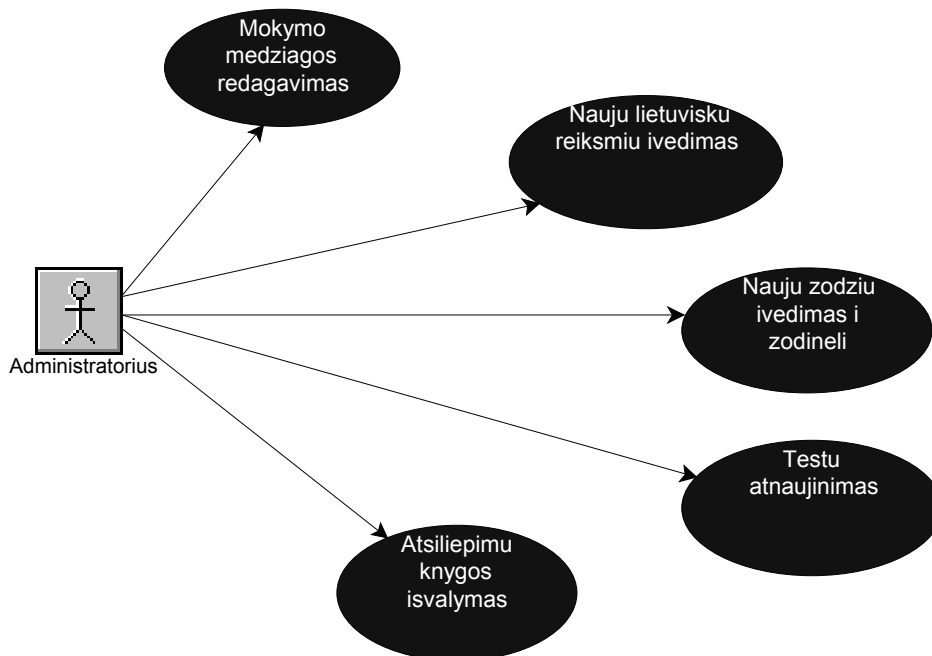 Mokymo
medziagos
redagavimas
Nauju lietuvisku
reiksmiu ivedimas
Nauju zodziu
ivedimas i
zodineli
Administratorius
Testu
atnaujinimas
Atsiliepimu
knygos
isvalymas